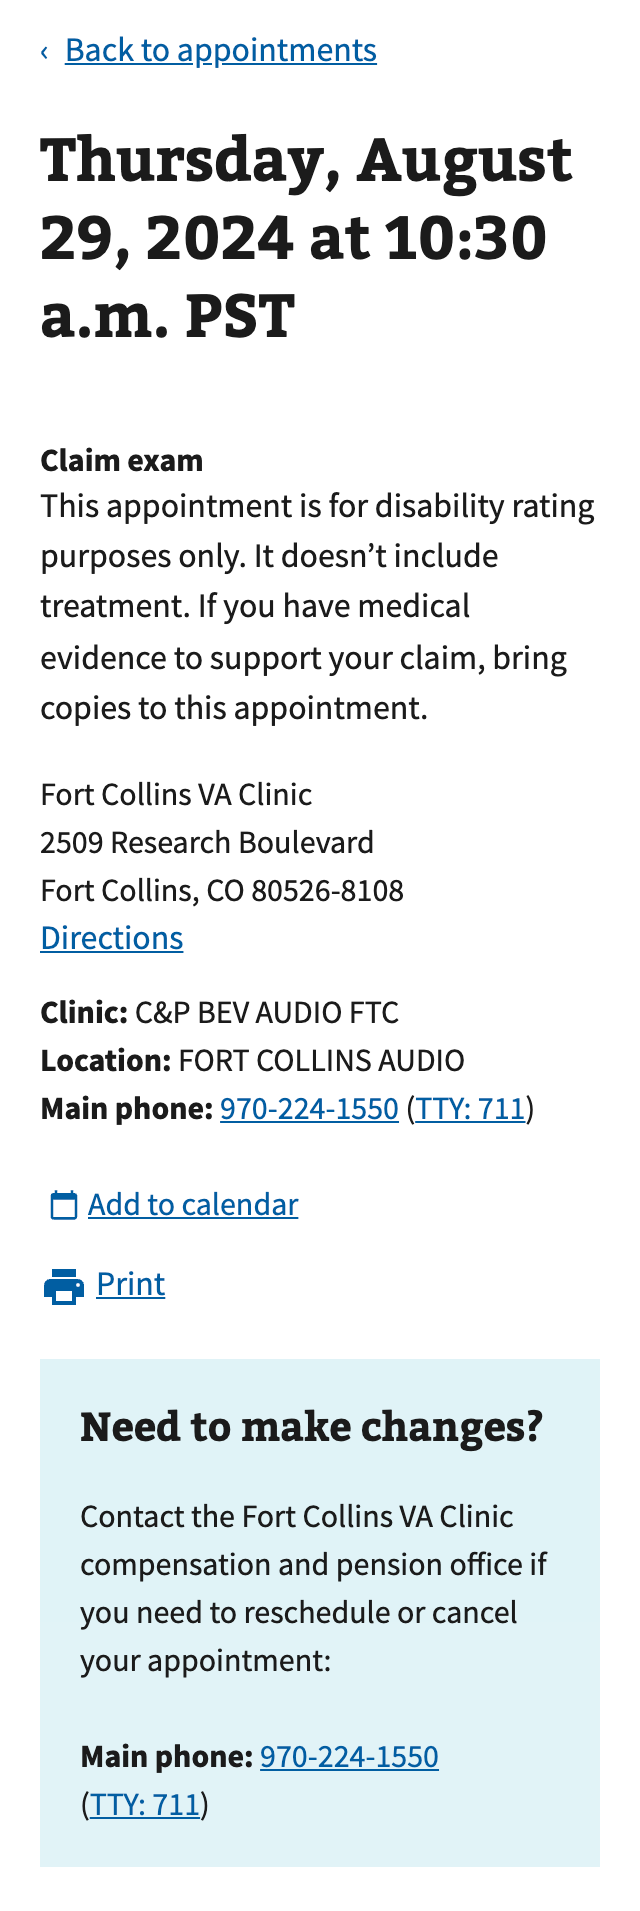 ‹ Back to appointments
Thursday, August
29, 2024 at 10:30
a.m. PST
Claim exam
This appointment is for disability rating
purposes only. It doesn’t include
treatment. If you have medical
evidence to support your claim, bring
copies to this appointment.
Fort Collins VA Clinic
2509 Research Boulevard
Fort Collins, CO 80526-8108
Directions
Clinic: C&P BEV AUDIO FTC
Location: FORT COLLINS AUDIO
Main phone: 970-224-1550 (TTY: 711)
Add to calendar
Print
Need to make changes?
Contact the Fort Collins VA Clinic
compensation and pension office if
you need to reschedule or cancel
your appointment:
Main phone: 970-224-1550
(TTY: 711)